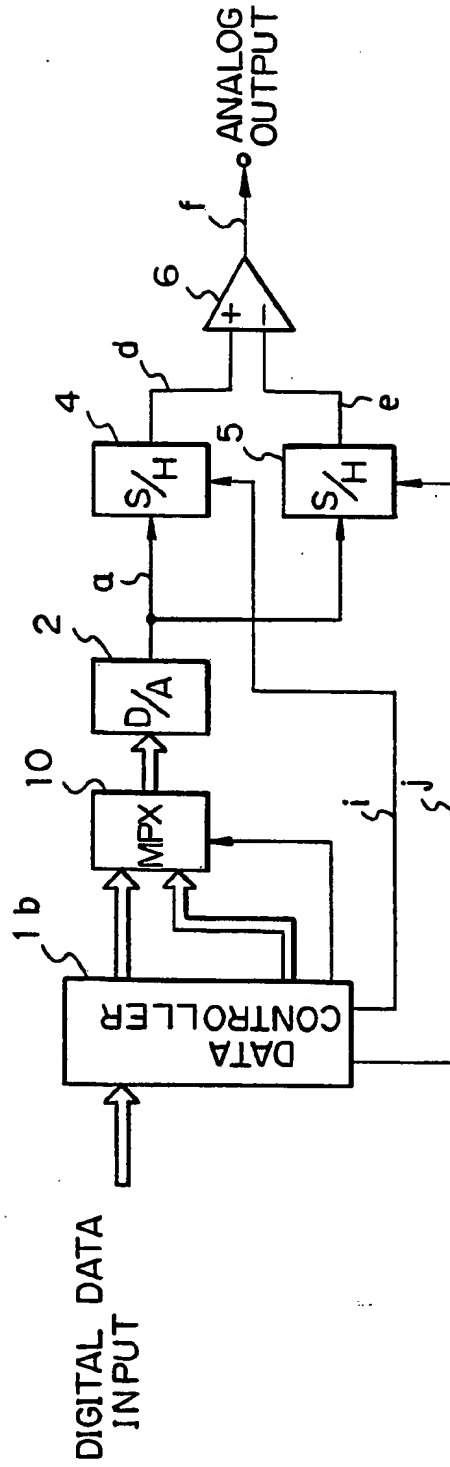 DIGITAL DATA
INPUT
1b
DATA
CONTROLLER
10
MPX
2
D/A
a
4
S/H
5
S/H
d
e
6
+
−
f
ANALOG
OUTPUT
i
j